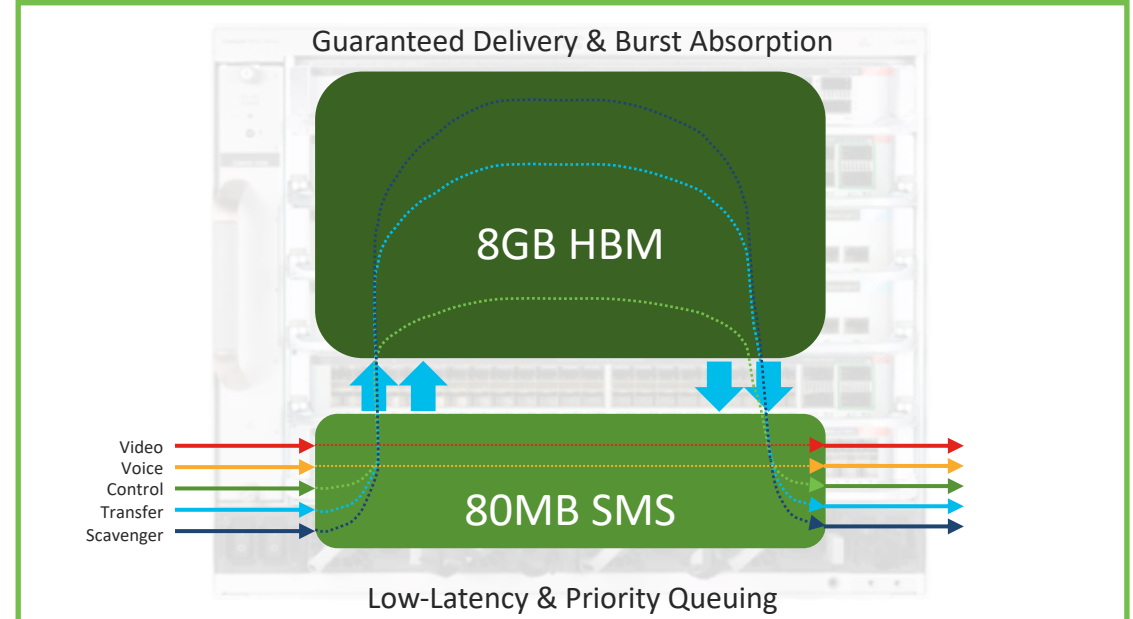 Guaranteed Delivery & Burst Absorption
8GB HBM
Video
Voice
Control
Transfer
Scavenger
80MB SMS
Low-Latency & Priority Queuing